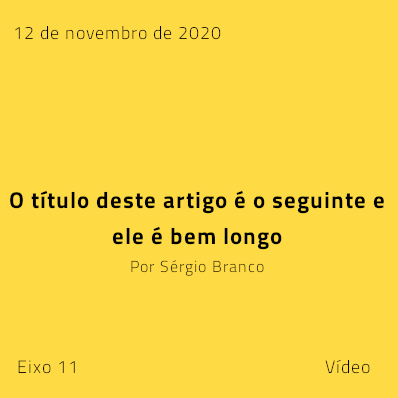 12 de novembro de 2020
O título deste artigo é o seguinte e
ele é bem longo
Por Sérgio Branco
Eixo 11
Vídeo